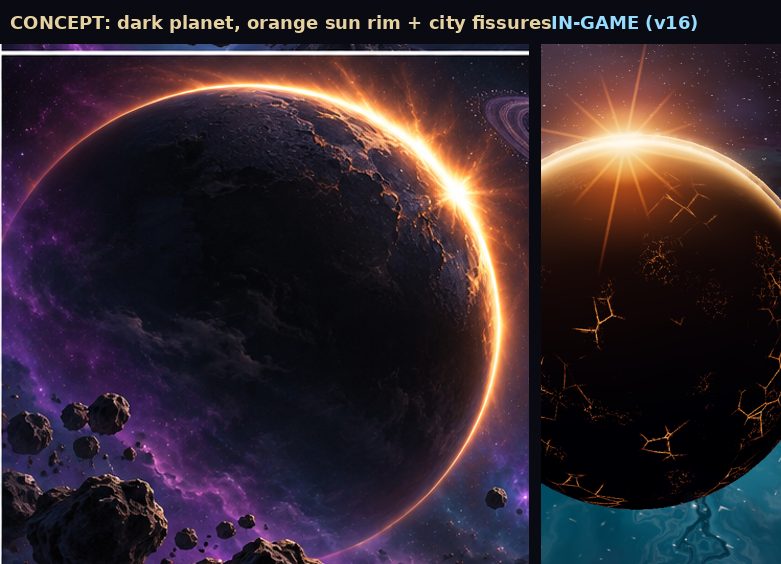 CONCEPT: dark planet, orange sun rim + city fissures
IN-GAME (v16)